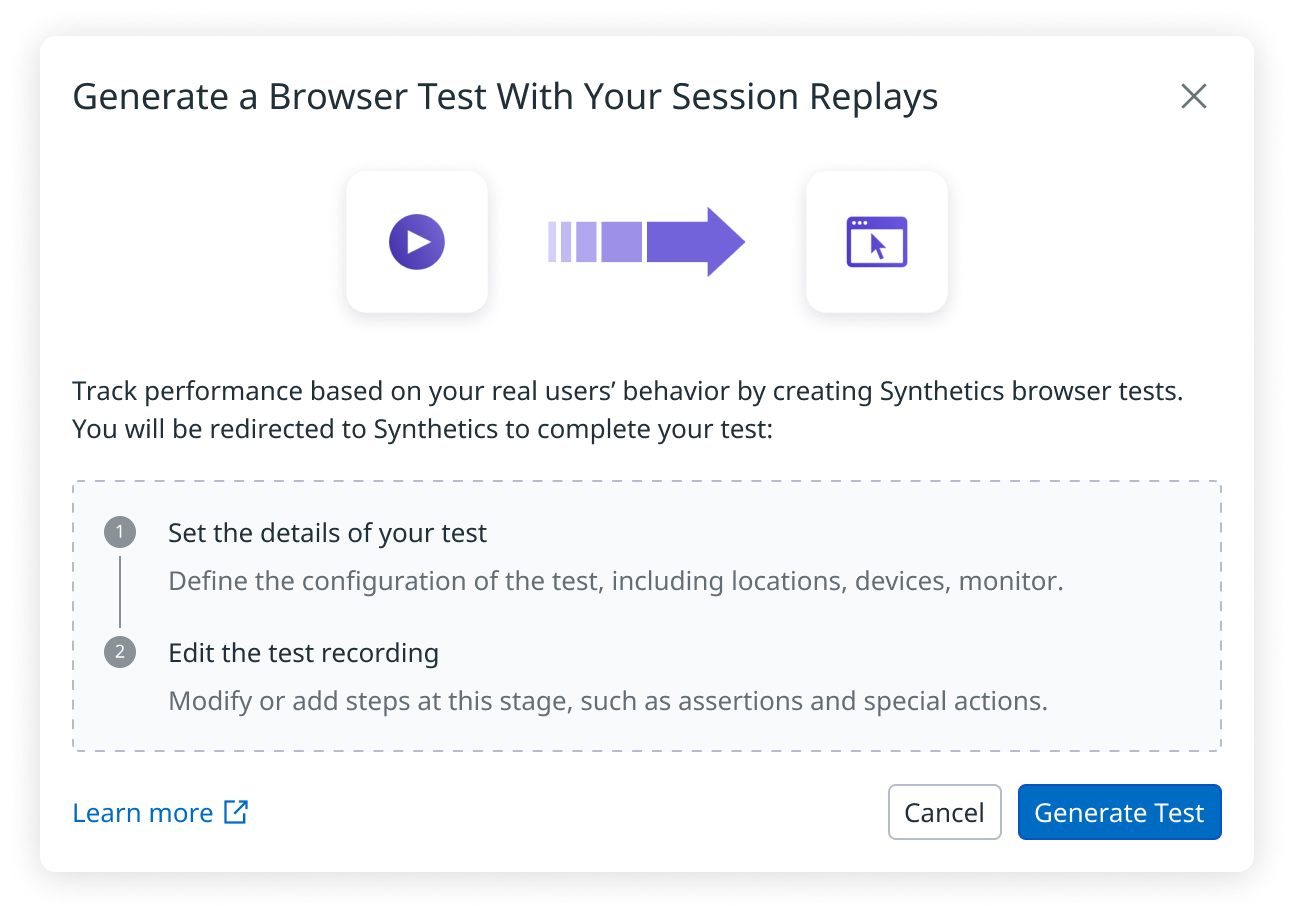 Generate a Browser Test With Your Session Replays
Track performance based on your real users’ behavior by creating Synthetics browser tests.
You will be redirected to Synthetics to complete your test:
1 Set the details of your test
Define the configuration of the test, including locations, devices, monitor.
2 Edit the test recording
Modify or add steps at this stage, such as assertions and special actions.
Learn more
Cancel
Generate Test